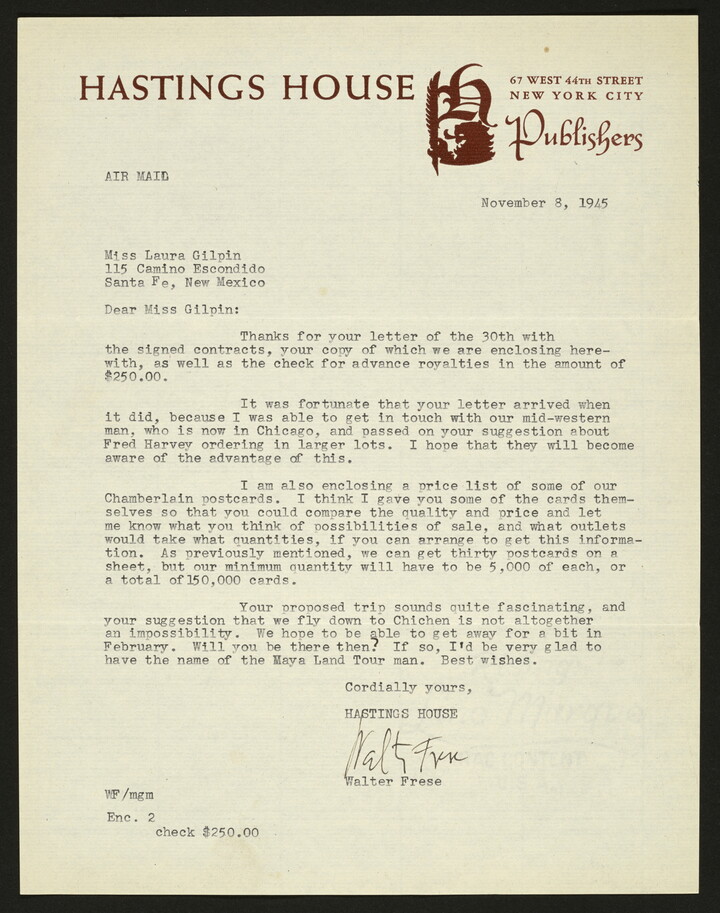 HASTINGS HOUSE
67 WEST 44TH STREET
NEW YORK CITY
Publishers
AIR MAIL
November 8, 1945
Miss Laura Gilpin
115 Camino Escondido
Santa Fe, New Mexico
Dear Miss Gilpin:
Thanks for your letter of the 30th with
the signed contracts, your copy of which we are enclosing here-
with, as well as the check for advance royalties in the amount of
$250.00.
It was fortunate that your letter arrived when
it did, because I was able to get in touch with our mid-western
man, who is now in Chicago, and passed on your suggestion about
Fred Harvey ordering in larger lots. I hope that they will become
aware of the advantage of this.
I am also enclosing a price list of some of our
Chamberlain postcards. I think I gave you some of the cards them-
selves so that you could compare the quality and price and let
me know what you think of possibilities of sale, and what outlets
would take what quantities, if you can arrange to get this informa-
tion. As previously mentioned, we can get thirty postcards on a
sheet, but our minimum quantity will have to be 5,000 of each, or
a total of 150,000 cards.
Your proposed trip sounds quite fascinating, and
your suggestion that we fly down to Chichen is not altogether
an impossibility. We hope to be able to get away for a bit in
February. Will you be there then? If so, I'd be very glad to
have the name of the Maya Land Tour man. Best wishes.
Cordially yours,
HASTINGS HOUSE
Walter Frese
Walter Frese
WF/mgm
Enc. 2
check $250.00